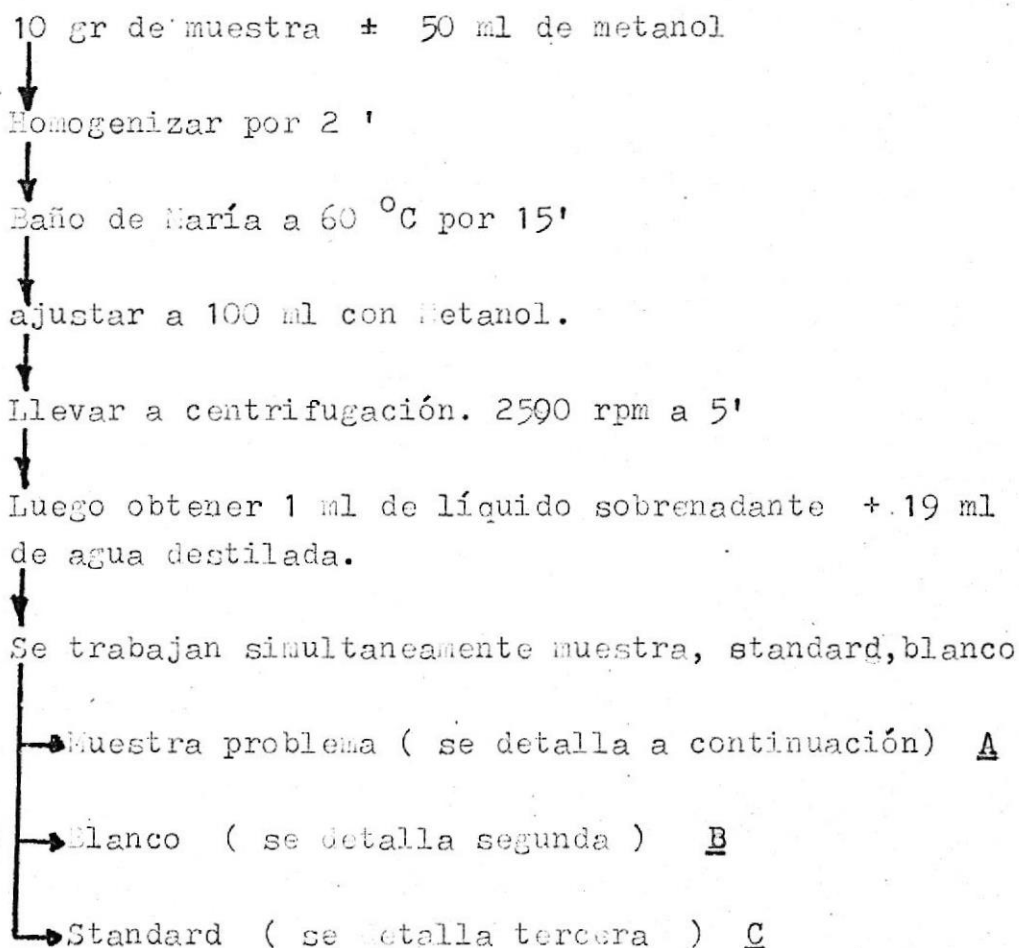 10 gr de muestra ± 50 ml de metanol
Homogenizar por 2 '
Baño de María a 60 °C por 15'
ajustar a 100 ml con Metanol.
Llevar a centrifugación. 2500 rpm a 5'
Luego obtener 1 ml de líquido sobrenadante + 19 ml
de agua destilada.
Se trabajan simultaneamente muestra, standard,blanco
Muestra problema ( se detalla a continuación) A
Blanco ( se detalla segunda ) B
Standard ( se detalla tercera ) C